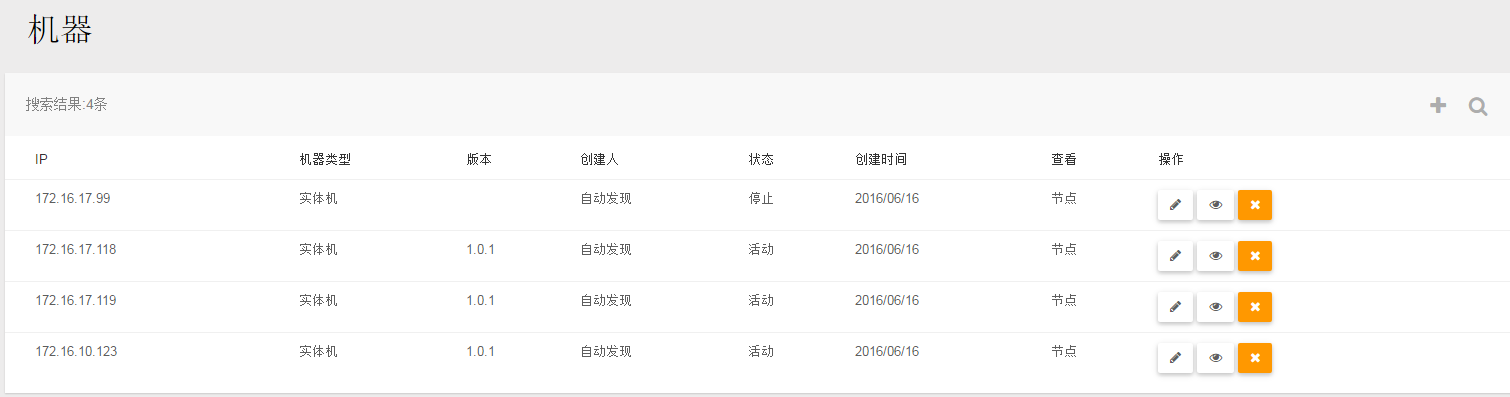 机器
搜索结果:4条
IP 机器类型 版本 创建人 状态 创建时间 查看 操作
172.16.17.99 实体机 自动发现 停止 2016/06/16 节点
172.16.17.118 实体机 1.0.1 自动发现 活动 2016/06/16 节点
172.16.17.119 实体机 1.0.1 自动发现 活动 2016/06/16 节点
172.16.10.123 实体机 1.0.1 自动发现 活动 2016/06/16 节点